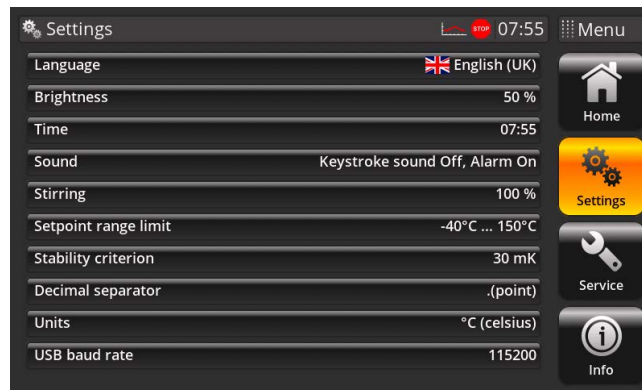 Settings STOP 07:55 Menu
Language English (UK)
Brightness 50 %
Time 07:55
Sound Keystroke sound Off, Alarm On
Stirring 100 %
Setpoint range limit -40°C ... 150°C
Stability criterion 30 mK
Decimal separator .(point)
Units °C (celsius)
USB baud rate 115200
Home
Settings
Service
Info